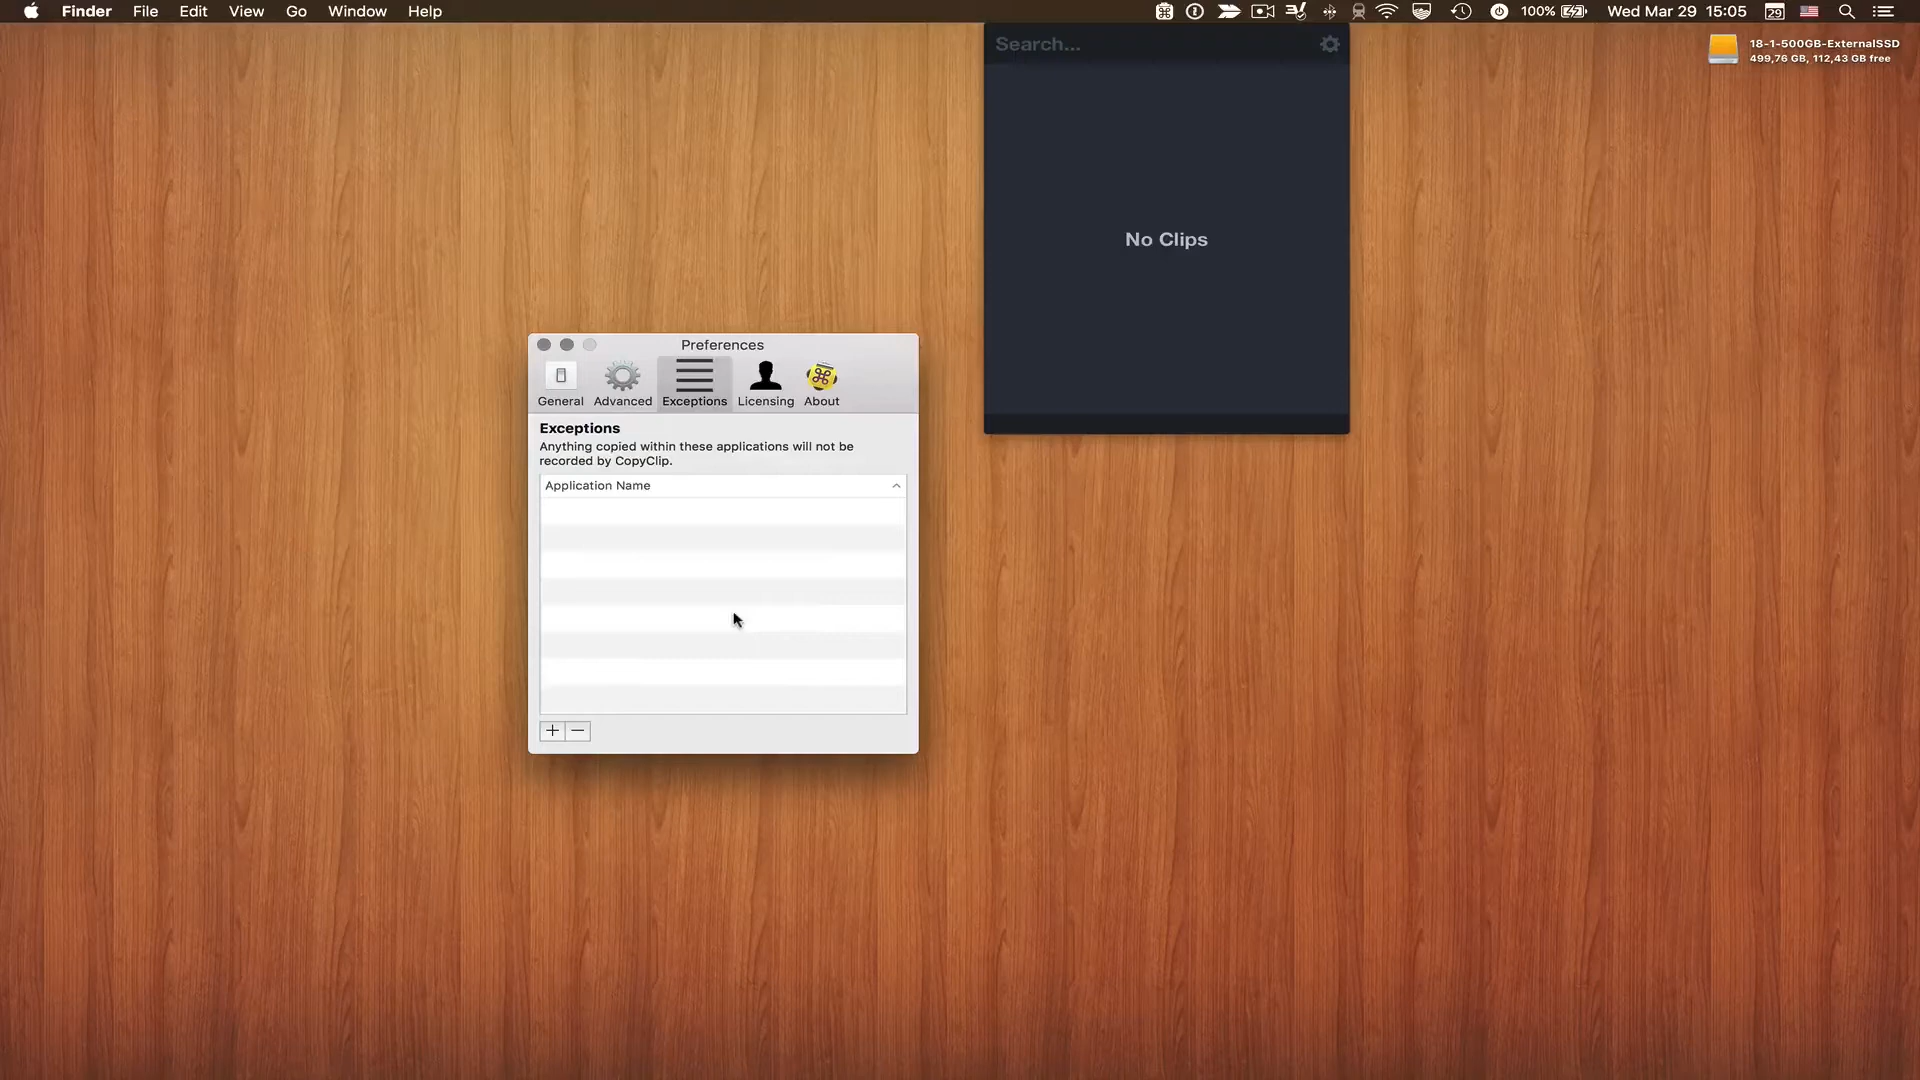 Finder File Edit View Go Window Help 100% Wed Mar 29 15:05 29
Search...
18-1-500GB-ExternalSSD
499,76 GB, 112,43 GB free
No Clips
Preferences
General Advanced Exceptions Licensing About
Exceptions
Anything copied within these applications will not be
recorded by CopyClip.
Application Name